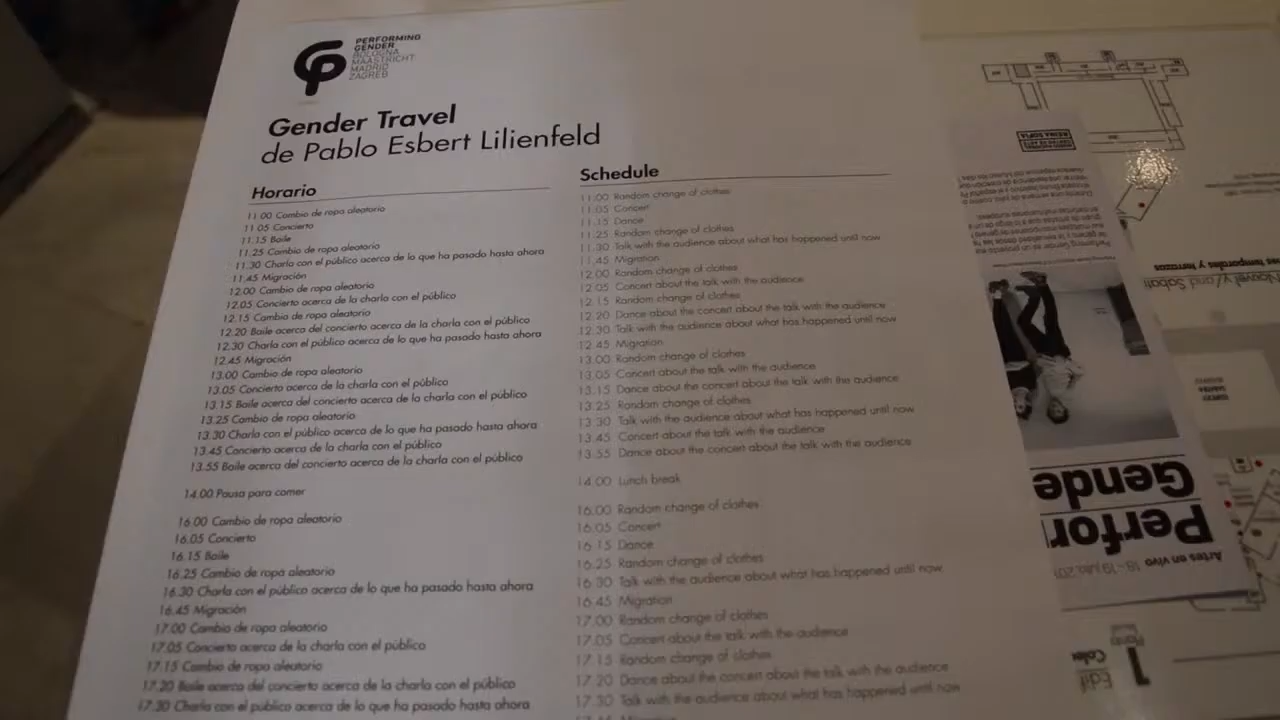 PERFORMING
GENDER
BOLOGNA
MAASTRICHT
MADRID
ZAGREB
Gender Travel
de Pablo Esbert Lilienfeld
Horario
11.00 Cambio de ropa aleatorio
11.05 Concierto
11.15 Baile
11.25 Cambio de ropa aleatorio
11.30 Charla con el público acerca de lo que ha pasado hasta ahora
11.45 Migración
12.00 Cambio de ropa aleatorio
12.05 Concierto acerca de la charla con el público
12.15 Cambio de ropa aleatorio
12.20 Baile acerca del concierto acerca de la charla con el público
12.30 Charla con el público acerca de lo que ha pasado hasta ahora
12.45 Migración
13.00 Cambio de ropa aleatorio
13.05 Concierto acerca de la charla con el público
13.15 Baile acerca del concierto acerca de la charla con el público
13.25 Cambio de ropa aleatorio
13.30 Charla con el público acerca de lo que ha pasado hasta ahora
13.45 Concierto acerca de la charla con el público
13.55 Baile acerca del concierto acerca de la charla con el público
14.00 Pausa para comer
16.00 Cambio de ropa aleatorio
16.05 Concierto
16.15 Baile
16.25 Cambio de ropa aleatorio
16.30 Charla con el público acerca de lo que ha pasado hasta ahora
16.45 Migración
17.00 Cambio de ropa aleatorio
17.05 Concierto acerca de la charla con el público
17.15 Cambio de ropa aleatorio
17.20 Baile acerca del concierto acerca de la charla con el público
17.30 Charla con el público acerca de lo que ha pasado hasta ahora
Schedule
11.00 Random change of clothes
11.05 Concert
11.15 Dance
11.25 Random change of clothes
11.30 Talk with the audience about what has happened until now
11.45 Migration
12.00 Random change of clothes
12.05 Concert about the talk with the audience
12.15 Random change of clothes
12.20 Dance about the concert about the talk with the audience
12.30 Talk with the audience about what has happened until now
12.45 Migration
13.00 Random change of clothes
13.05 Concert about the talk with the audience
13.15 Dance about the concert about the talk with the audience
13.25 Random change of clothes
13.30 Talk with the audience about what has happened until now
13.45 Concert about the talk with the audience
13.55 Dance about the concert about the talk with the audience
14.00 Lunch break
16.00 Random change of clothes
16.05 Concert
16.15 Dance
16.25 Random change of clothes
16.30 Talk with the audience about what has happened until now
16.45 Migration
17.00 Random change of clothes
17.05 Concert about the talk with the audience
17.15 Random change of clothes
17.20 Dance about the concert about the talk with the audience
17.30 Talk with the audience about what has happened until now
Artes en vivo
18-19 julio, 201
Perfor
Gende
REINA SOFIA
nes temporales y terrazas
Nouvel y/and Sabati
1
Edif